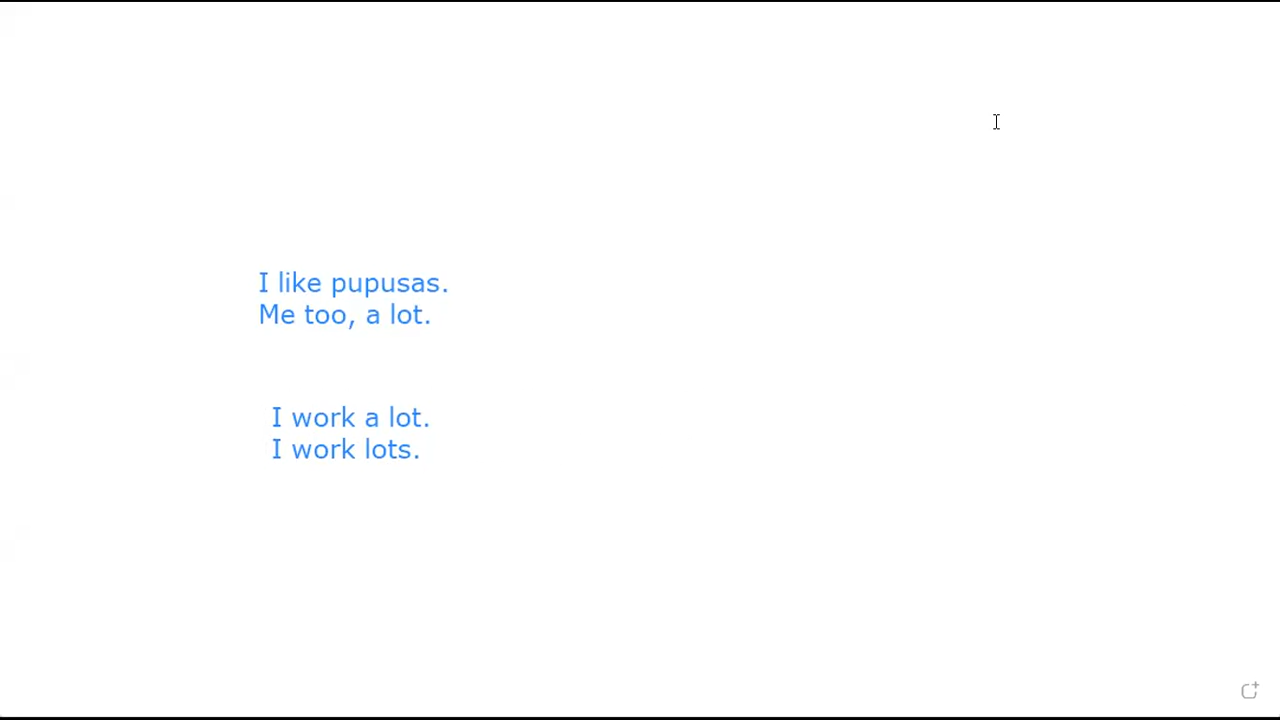 I like pupusas.
Me too, a lot.
I work a lot.
I work lots.